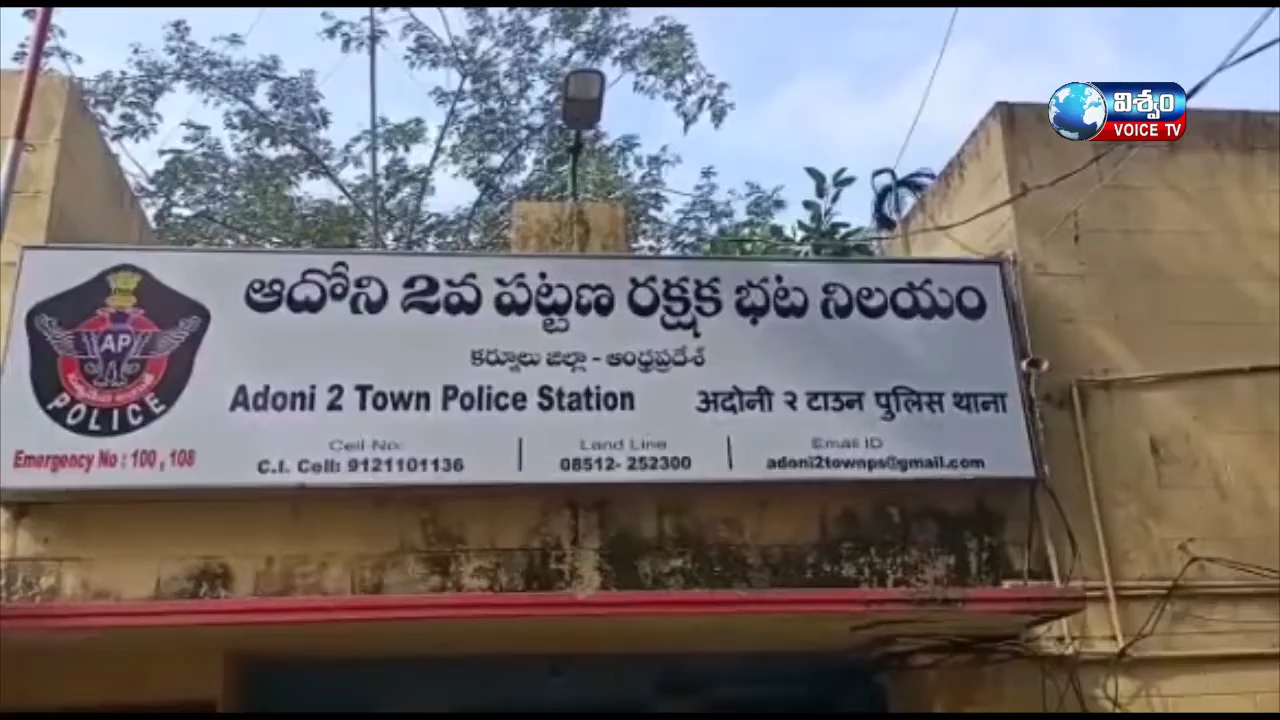 విశ్వం
VOICE TV
ఆదోని 2వ పట్టణ రక్షక భట నిలయం
కర్నూలు జిల్లా - ఆంధ్రప్రదేశ్
AP
POLICE
Adoni 2 Town Police Station अदोनी २ टाउन पुलिस थाना
Emergency No : 100, 108
Cell No: Land Line Email ID
C.I. Cell: 9121101136 08512- 252300 adoni2townps@gmail.com